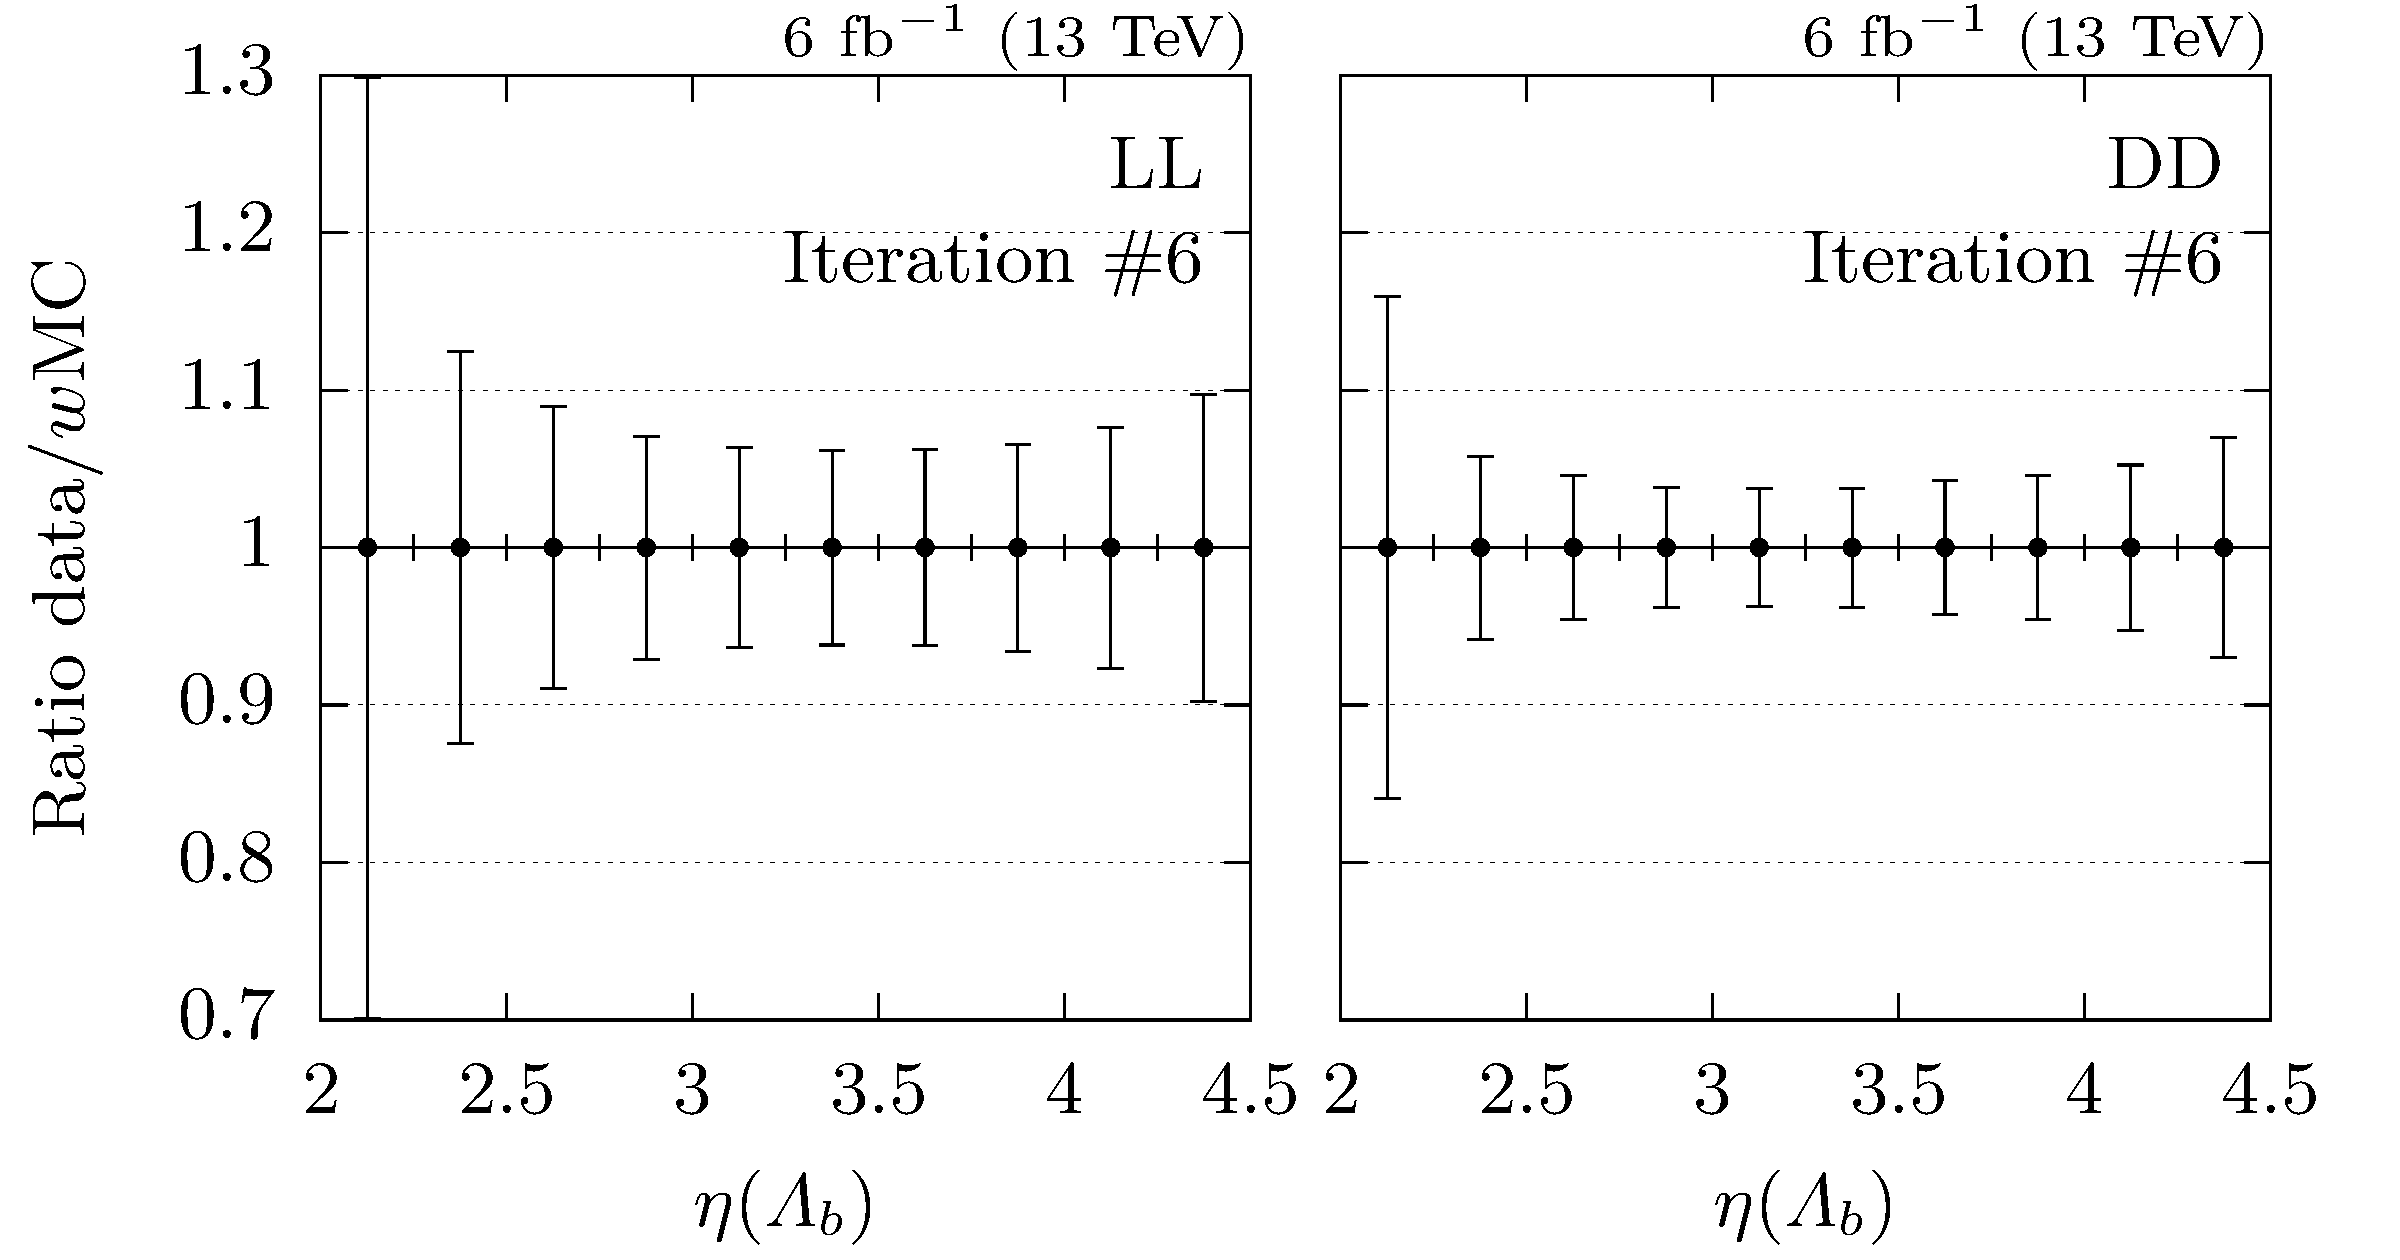 6 fb⁻¹ (13 TeV)
LL
Iteration #6
Ratio data/wMC
1.3
1.2
1.1
1
0.9
0.8
0.7
2 2.5 3 3.5 4 4.5
η(Λb)
6 fb⁻¹ (13 TeV)
DD
Iteration #6
2 2.5 3 3.5 4 4.5
η(Λb)